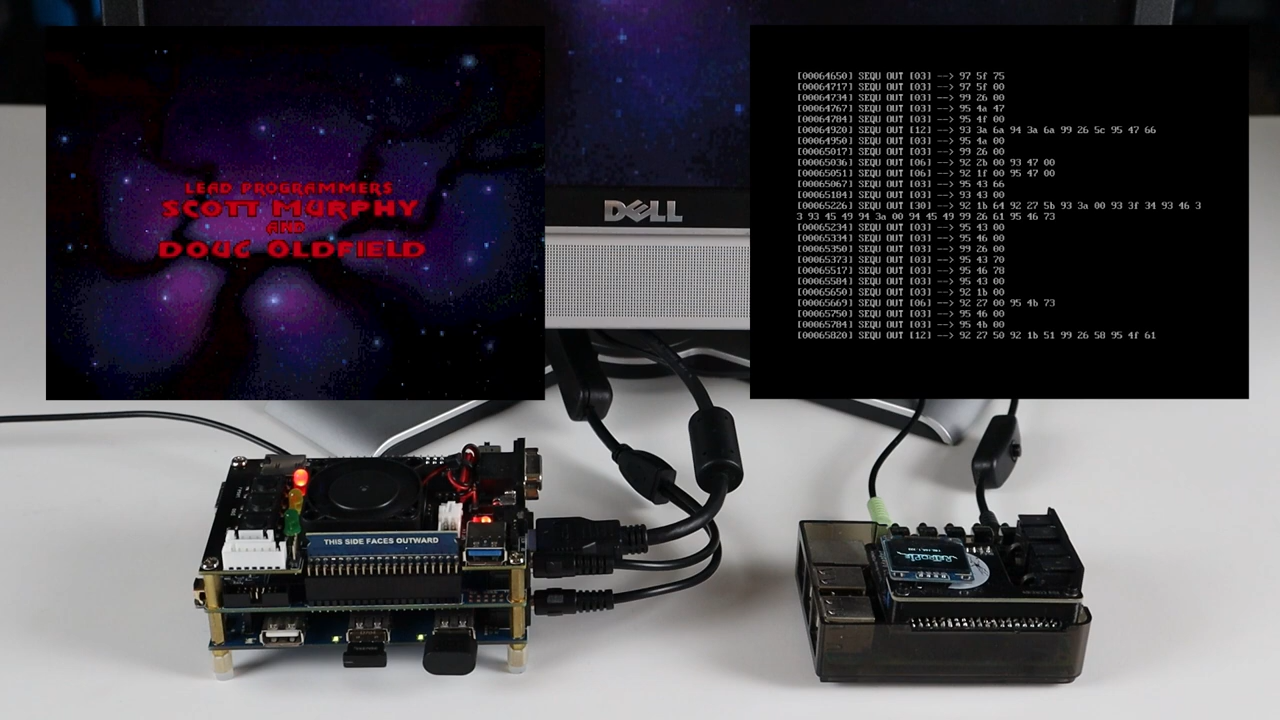 LEAD PROGRAMMERS
SCOTT MURPHY
AND
DOUG OLDFIELD
[00064650] SEQU OUT [03] --> 97 5f 75
[00064717] SEQU OUT [03] --> 97 5f 00
[00064734] SEQU OUT [03] --> 99 26 00
[00064767] SEQU OUT [03] --> 95 4a 47
[00064784] SEQU OUT [03] --> 95 4f 00
[00064920] SEQU OUT [12] --> 93 3a 6a 94 3a 6a 99 26 5c 95 47 66
[00064950] SEQU OUT [03] --> 95 4a 00
[00065017] SEQU OUT [03] --> 99 26 00
[00065036] SEQU OUT [06] --> 92 2b 00 93 47 00
[00065051] SEQU OUT [06] --> 92 1f 00 95 47 00
[00065067] SEQU OUT [03] --> 95 43 66
[00065184] SEQU OUT [03] --> 93 43 00
[00065226] SEQU OUT [30] --> 92 1b 64 92 27 5b 93 3a 00 93 3f 34 93 46 3
3 93 45 49 94 3a 00 94 45 49 99 26 61 95 46 73
[00065234] SEQU OUT [03] --> 95 43 00
[00065334] SEQU OUT [03] --> 95 46 00
[00065350] SEQU OUT [03] --> 99 26 00
[00065373] SEQU OUT [03] --> 95 43 70
[00065517] SEQU OUT [03] --> 95 46 78
[00065584] SEQU OUT [03] --> 95 43 00
[00065650] SEQU OUT [03] --> 92 1b 00
[00065669] SEQU OUT [06] --> 92 27 00 95 4b 73
[00065750] SEQU OUT [03] --> 95 46 00
[00065784] SEQU OUT [03] --> 95 4b 00
[00065820] SEQU OUT [12] --> 92 27 50 92 1b 51 99 26 58 95 4f 61
DELL
THIS SIDE FACES OUTWARD